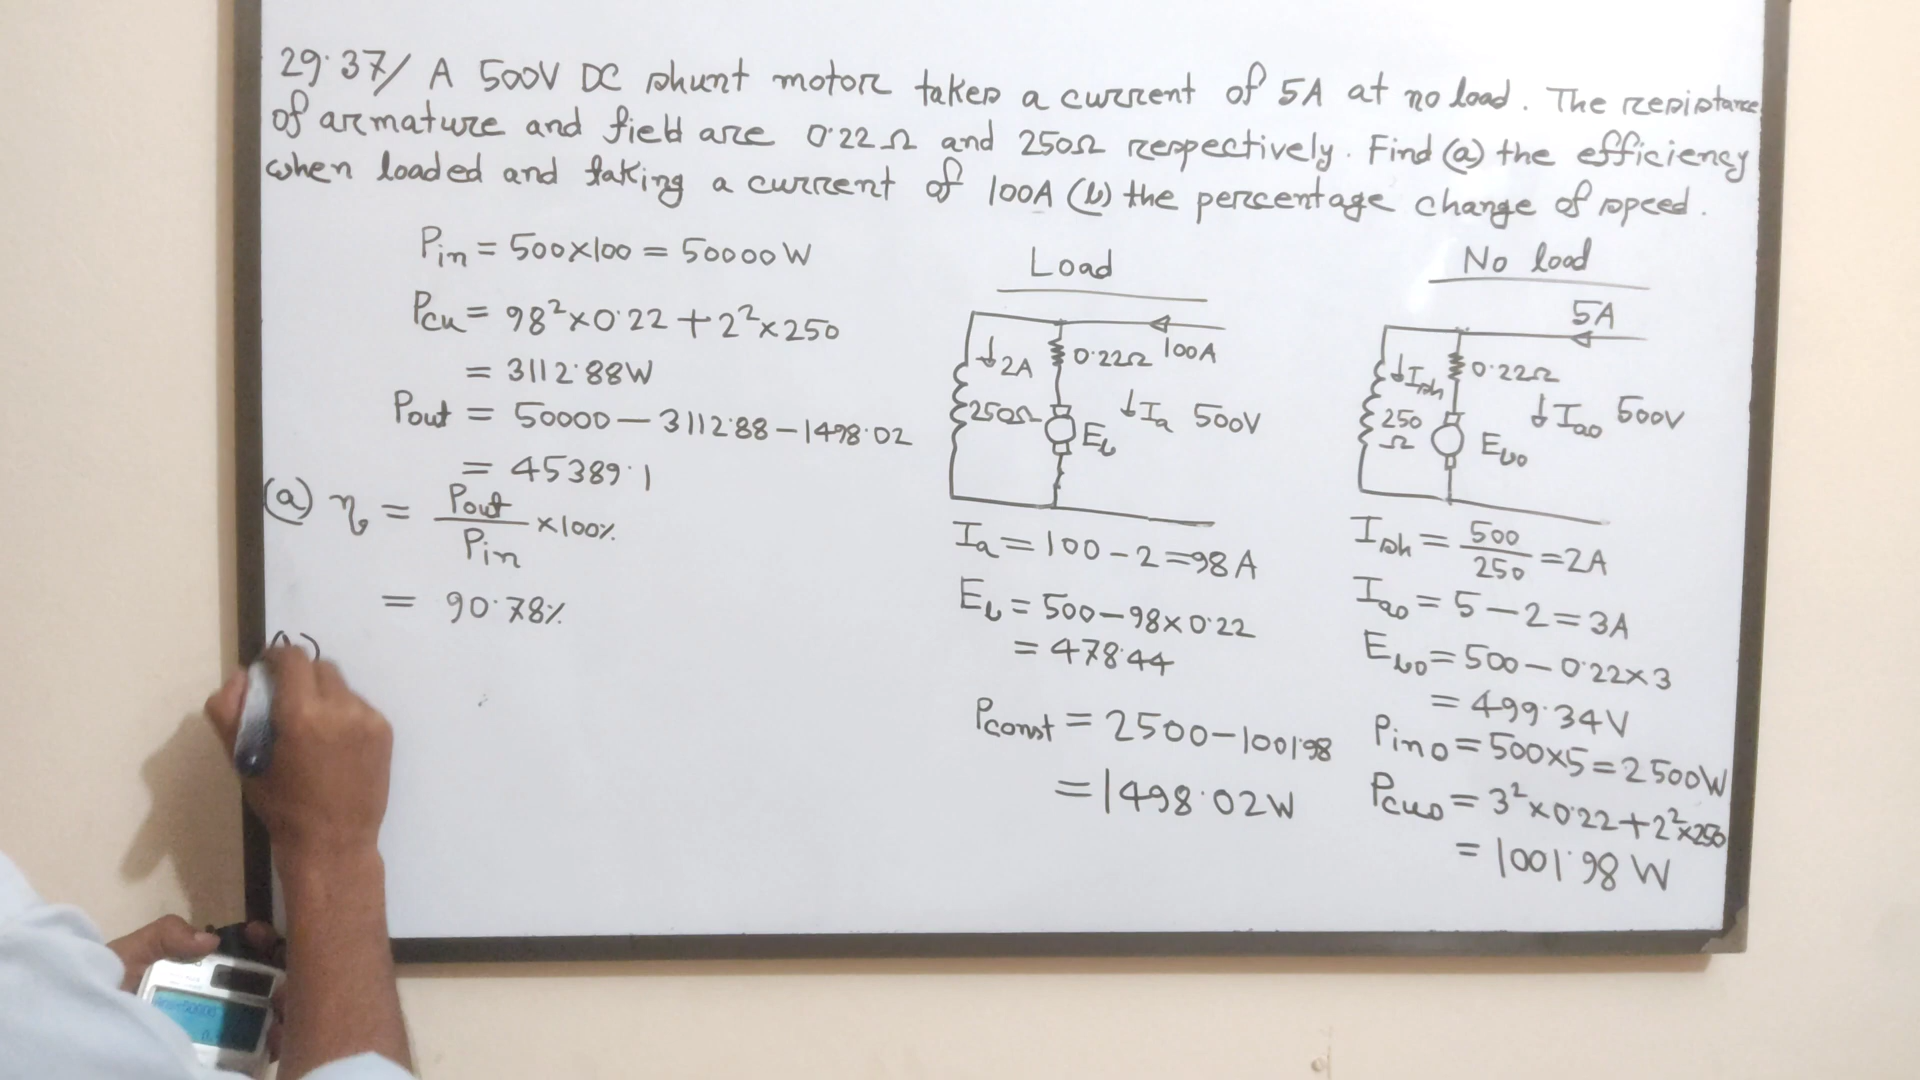 29.37/ A 500V DC shunt motor takes a current of 5A at no load. The resistance
of armature and field are 0.22Ω and 250Ω respectively. Find (a) the efficiency
when loaded and taking a current of 100A (b) the percentage change of speed.
Pin = 500×100 = 50000W
Pcu = 98²×0.22 + 2²×250
= 3112.88W
Pout = 50000 — 3112.88 — 1498.02
= 45389.1
(a) η = Pout/Pin ×100%
= 90.78%
Load
100A
2A
0.22Ω
250Ω
Ia 500V
Eb
Ia = 100 - 2 = 98A
Eb = 500 - 98×0.22
= 478.44
Pconst = 2500 - 1001.98
= 1498.02W
No load
5A
Ish
0.22Ω
250
Ω
Iao 500V
Ebo
Ish = 500/250 = 2A
Iao = 5 - 2 = 3A
Ebo = 500 - 0.22×3
= 499.34V
Pino = 500×5 = 2500W
Pcuo = 3²×0.22 + 2²×250
= 1001.98 W